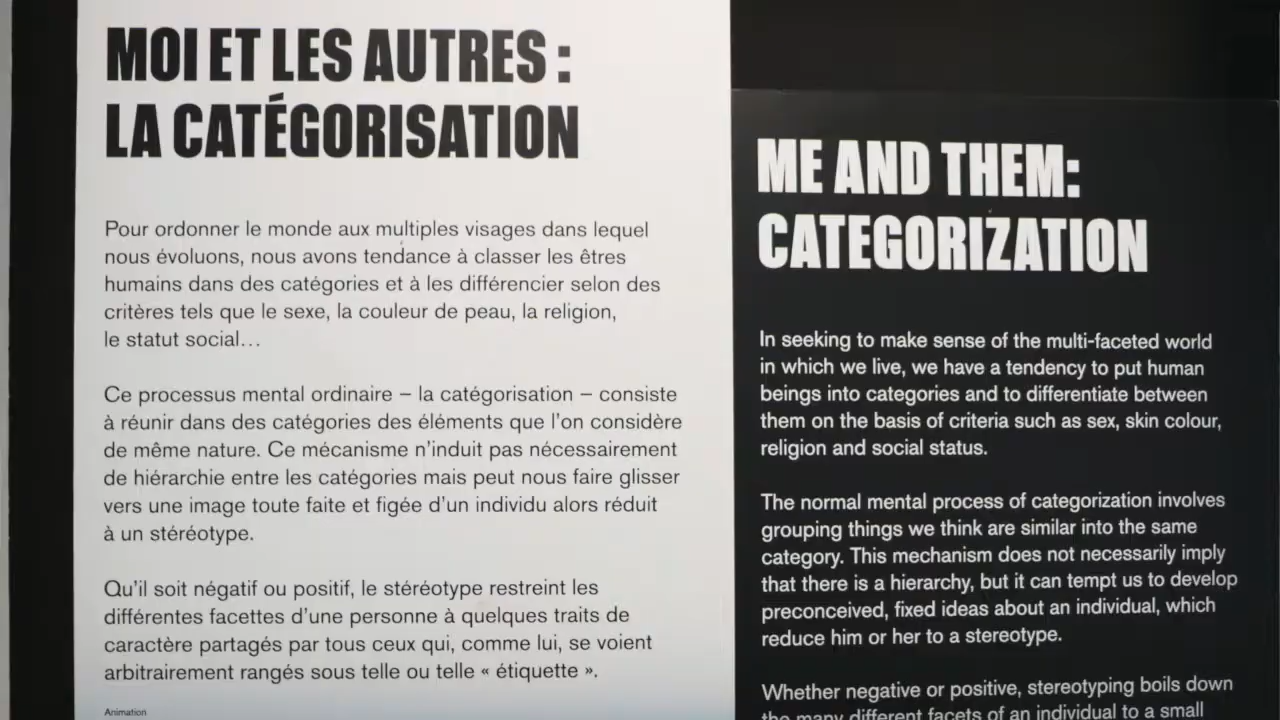 MOI ET LES AUTRES :
LA CATÉGORISATION
Pour ordonner le monde aux multiples visages dans lequel
nous évoluons, nous avons tendance à classer les êtres
humains dans des catégories et à les différencier selon des
critères tels que le sexe, la couleur de peau, la religion,
le statut social…
Ce processus mental ordinaire – la catégorisation – consiste
à réunir dans des catégories des éléments que l'on considère
de même nature. Ce mécanisme n'induit pas nécessairement
de hiérarchie entre les catégories mais peut nous faire glisser
vers une image toute faite et figée d'un individu alors réduit
à un stéréotype.
Qu'il soit négatif ou positif, le stéréotype restreint les
différentes facettes d'une personne à quelques traits de
caractère partagés par tous ceux qui, comme lui, se voient
arbitrairement rangés sous telle ou telle « étiquette ».
Animation
ME AND THEM:
CATEGORIZATION
In seeking to make sense of the multi-faceted world
in which we live, we have a tendency to put human
beings into categories and to differentiate between
them on the basis of criteria such as sex, skin colour,
religion and social status.
The normal mental process of categorization involves
grouping things we think are similar into the same
category. This mechanism does not necessarily imply
that there is a hierarchy, but it can tempt us to develop
preconceived, fixed ideas about an individual, which
reduce him or her to a stereotype.
Whether negative or positive, stereotyping boils down
the many different facets of an individual to a small